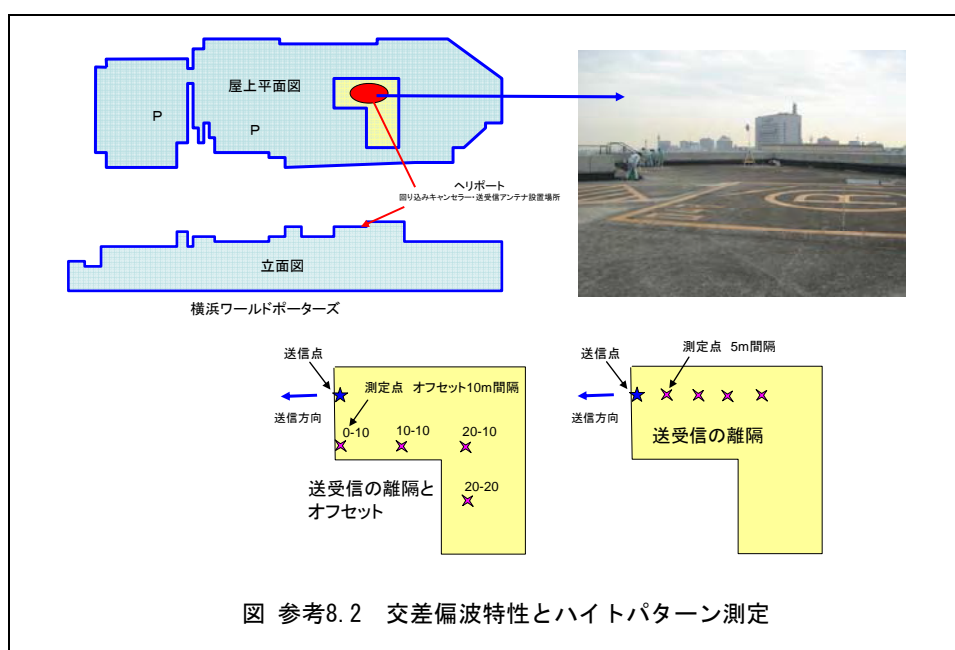 屋上平面図
P
P
ヘリポート
回り込みキャンセラー・送受信アンテナ設置場所
立面図
横浜ワールドポーターズ
送信点
測定点 オフセット10m間隔
送信方向
0-10
10-10
20-10
20-20
送受信の離隔と
オフセット
送信点
測定点 5m間隔
送信方向
送受信の離隔
図 参考8.2 交差偏波特性とハイトパターン測定